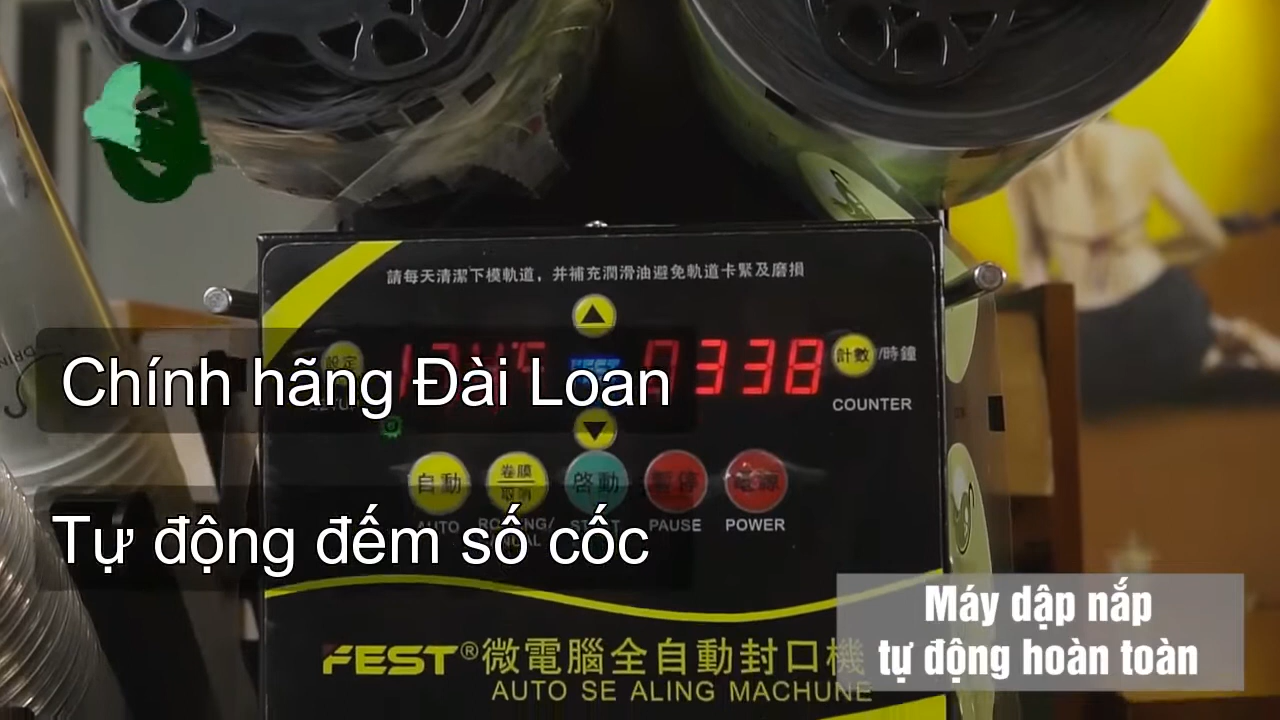 請每天清潔下模軌道，并補充潤滑油避免軌道卡緊及磨損
設定
0338
計數/時鐘
COUNTER
Chính hãng Đài Loan
自動
卷膜
取消
啓動
暫停
電源
AUTO
PAUSE
POWER
Tự động đếm số cốc
FEST® 微電腦全自動封口機
AUTO SE ALING MACHUNE
Máy dập nắp
tự động hoàn toàn